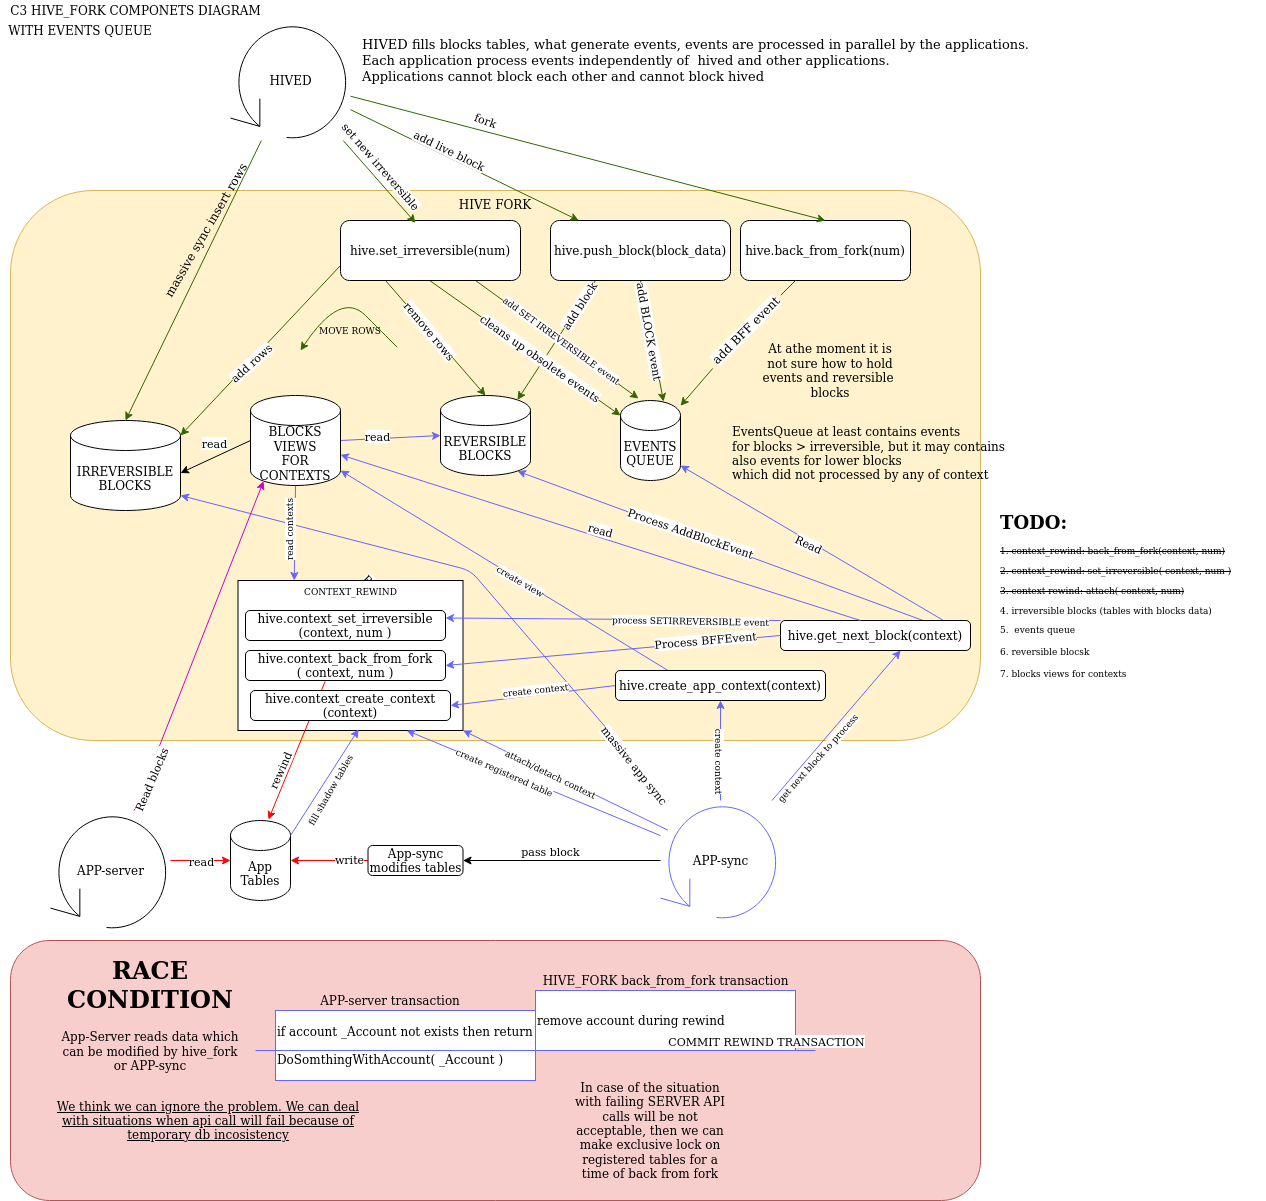 C3 HIVE_FORK COMPONETS DIAGRAM
WITH EVENTS QUEUE
HIVED
HIVED fills blocks tables, what generate events, events are processed in parallel by the applications.
Each application process events independently of hived and other applications.
Applications cannot block each other and cannot block hived
fork
add live block
set new irreversible
massive sync insert rows
HIVE FORK
hive.set_irreversible(num)
hive.push_block(block_data)
hive.back_from_fork(num)
MOVE ROWS
add rows
remove rows
cleans up obsolete events
add SET IRREVERSIBLE event
add block
add BLOCK event
add BFF event
At athe moment it is
not sure how to hold
events and reversible
blocks
EventsQueue at least contains events
for blocks > irreversible, but it may contains
also events for lower blocks
which did not processed by any of context
IRREVERSIBLE
BLOCKS
read
BLOCKS
VIEWS
FOR
CONTEXTS
read
REVERSIBLE
BLOCKS
EVENTS
QUEUE
read contexts
create view
read
Process AddBlockEvent
Read
TODO:
1. context_rewind: back_from_fork(context, num)
2. context_rewind: set_irreversible( context, num )
3. context rewind: attach( context, num)
4. irreversible blocks (tables with blocks data)
5. events queue
6. reversible blocsk
7. blocks views for contexts
CONTEXT_REWIND
hive.context_set_irreversible
(context, num )
hive.context_back_from_fork
( context, num )
hive.context_create_context
(context)
process SETIRREVERSIBLE event
Process BFFEvent
create context
hive.get_next_block(context)
hive.create_app_context(context)
Read blocks
rewind
fill shadow tables
create registered table
attach/detach context
massive app sync
create context
get next block to process
APP-server
read
App
Tables
write
App-sync
modifies tables
pass block
APP-sync
RACE
CONDITION
App-Server reads data which
can be modified by hive_fork
or APP-sync
We think we can ignore the problem. We can deal
with situations when api call will fail because of
temporary db incosistency
APP-server transaction
if account _Account not exists then return
DoSomthingWithAccount( _Account )
HIVE_FORK back_from_fork transaction
remove account during rewind
COMMIT REWIND TRANSACTION
In case of the situation
with failing SERVER API
calls will be not
acceptable, then we can
make exclusive lock on
registered tables for a
time of back from fork